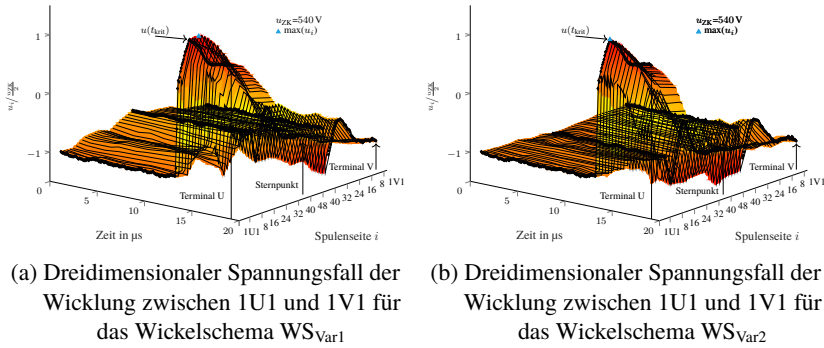 u_ZK=540 V
max(u_i)
u(t_krit)
1
0
−1
u_i/(u_ZK/2)
Terminal V
Sternpunkt
Terminal U
0
5
10
15
20
1U1 8 16 24 32 40 48 40 32 24 16 8 1V1
Zeit in µs
Spulenseite i
(a) Dreidimensionaler Spannungsfall der
Wicklung zwischen 1U1 und 1V1 für
das Wickelschema WS_Var1
u_ZK=540 V
max(u_i)
u(t_krit)
1
0
−1
u_i/(u_ZK/2)
Terminal V
Sternpunkt
Terminal U
0
5
10
15
20
1U1 8 16 24 32 40 48 40 32 24 16 8 1V1
Zeit in µs
Spulenseite i
(b) Dreidimensionaler Spannungsfall der
Wicklung zwischen 1U1 und 1V1 für
das Wickelschema WS_Var2